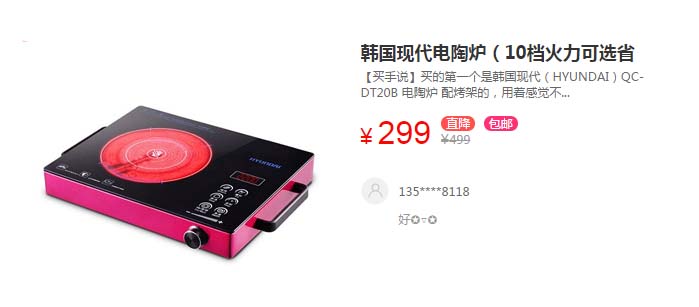 韩国现代电陶炉（10档火力可选省
【买手说】买的第一个是韩国现代（HYUNDAI）QC-
DT20B 电陶炉 配烤架的，用着感觉不...
¥ 299 直降 包邮
¥499
135****8118
好✪▿✪
HYUNDAI